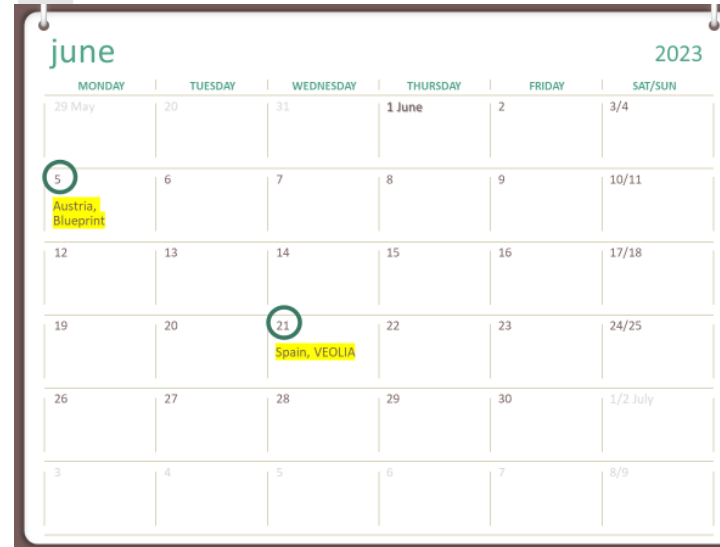 june 2023
MONDAY TUESDAY WEDNESDAY THURSDAY FRIDAY SAT/SUN
29 May 20 31 1 June 2 3/4
5 6 7 8 9 10/11
Austria,
Blueprint
12 13 14 15 16 17/18
19 20 21 22 23 24/25
Spain, VEOLIA
26 27 28 29 30 1/2 July
3 4 5 6 7 8/9